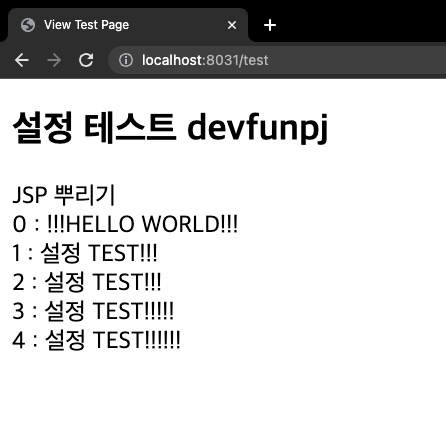 View Test Page
localhost:8031/test
설정 테스트 devfunpj
JSP 뿌리기
0 : !!!HELLO WORLD!!!
1 : 설정 TEST!!!
2 : 설정 TEST!!!
3 : 설정 TEST!!!!!
4 : 설정 TEST!!!!!!